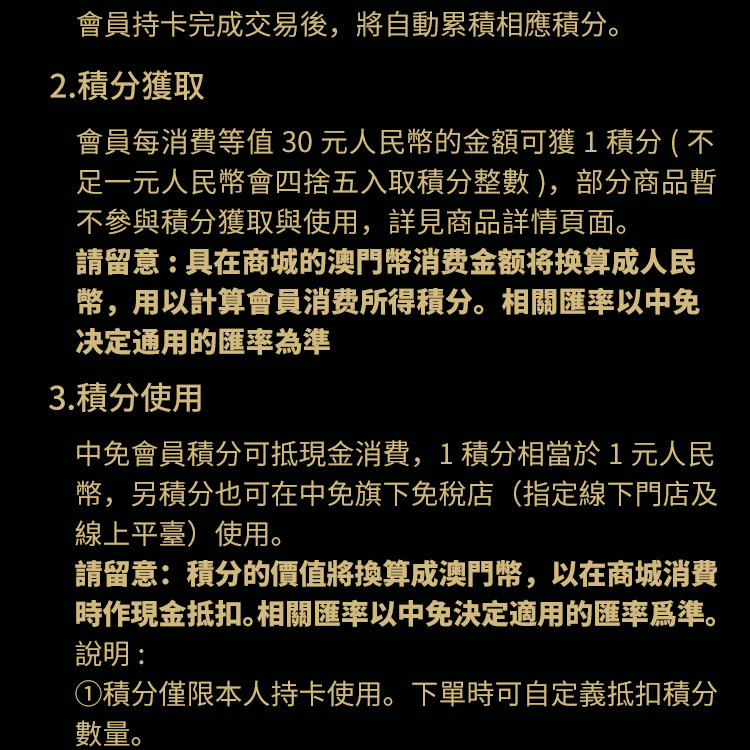 會員持卡完成交易後，將自動累積相應積分。
2.積分獲取
會員每消費等值 30 元人民幣的金額可獲 1 積分 ( 不
足一元人民幣會四捨五入取積分整數 )，部分商品暫
不參與積分獲取與使用，詳見商品詳情頁面。
請留意 : 具在商城的澳門幣消费金额将换算成人民
幣，用以計算會員消费所得積分。相關匯率以中免
决定通用的匯率為準
3.積分使用
中免會員積分可抵現金消費，1 積分相當於 1 元人民
幣，另積分也可在中免旗下免稅店（指定線下門店及
線上平臺）使用。
請留意：積分的價值將換算成澳門幣，以在商城消費
時作現金抵扣。相關匯率以中免決定適用的匯率爲準。
說明 :
①積分僅限本人持卡使用。下單時可自定義抵扣積分
數量。